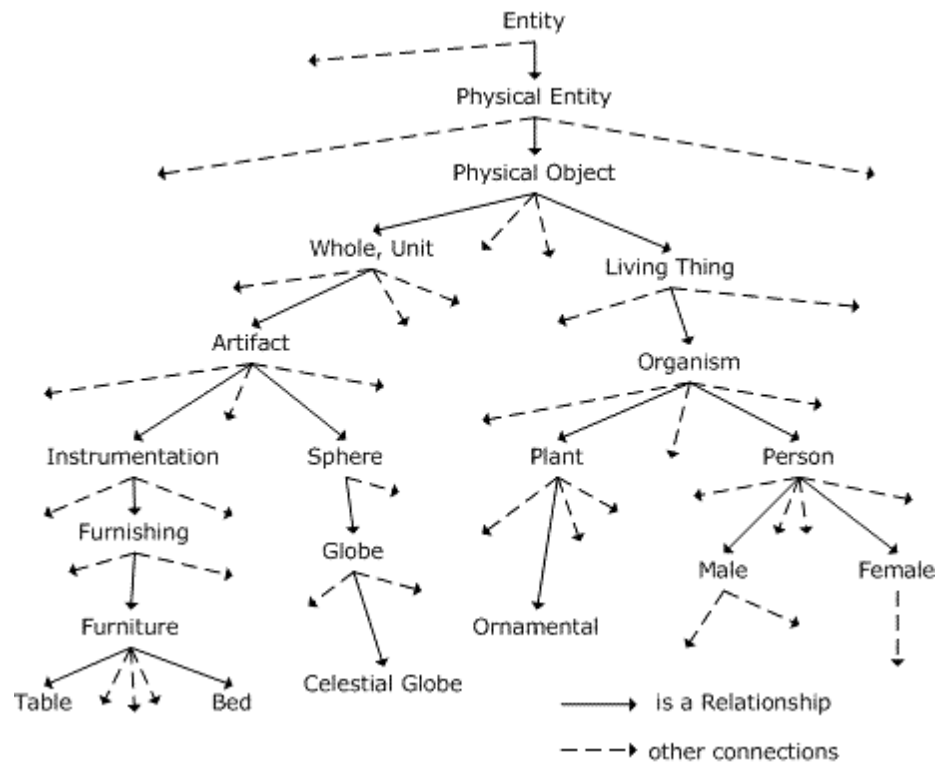 Entity
Physical Entity
Physical Object
Whole, Unit
Living Thing
Artifact
Organism
Instrumentation
Sphere
Plant
Person
Furnishing
Globe
Male
Female
Furniture
Ornamental
Table
Bed
Celestial Globe
is a Relationship
other connections